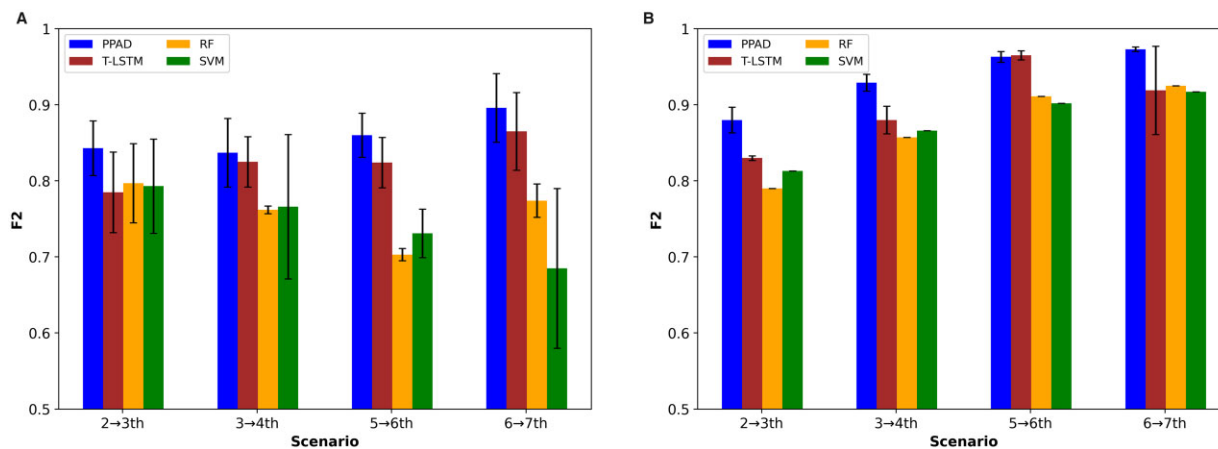 A
PPAD RF
T-LSTM SVM
F2
1
0.9
0.8
0.7
0.6
0.5
2→3th 3→4th 5→6th 6→7th
Scenario
B
PPAD RF
T-LSTM SVM
F2
1
0.9
0.8
0.7
0.6
0.5
2→3th 3→4th 5→6th 6→7th
Scenario